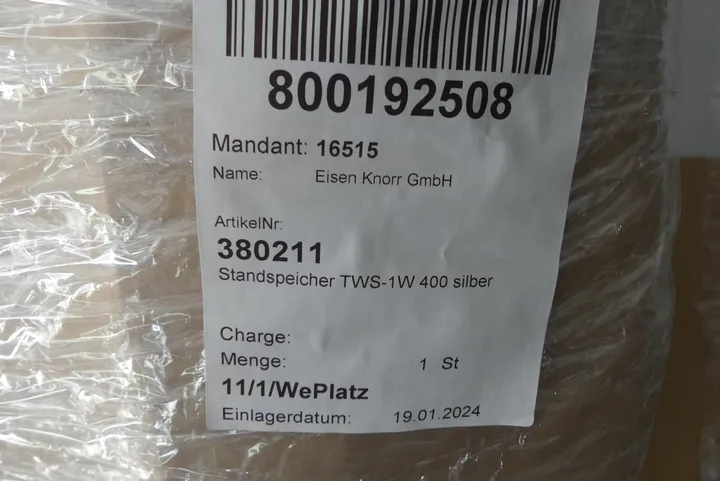 800192508
Mandant: 16515
Name: Eisen Knorr GmbH
ArtikelNr:
380211
Standspeicher TWS-1W 400 silber
Charge:
Menge: 1 St
11/1/WePlatz
Einlagerdatum: 19.01.2024